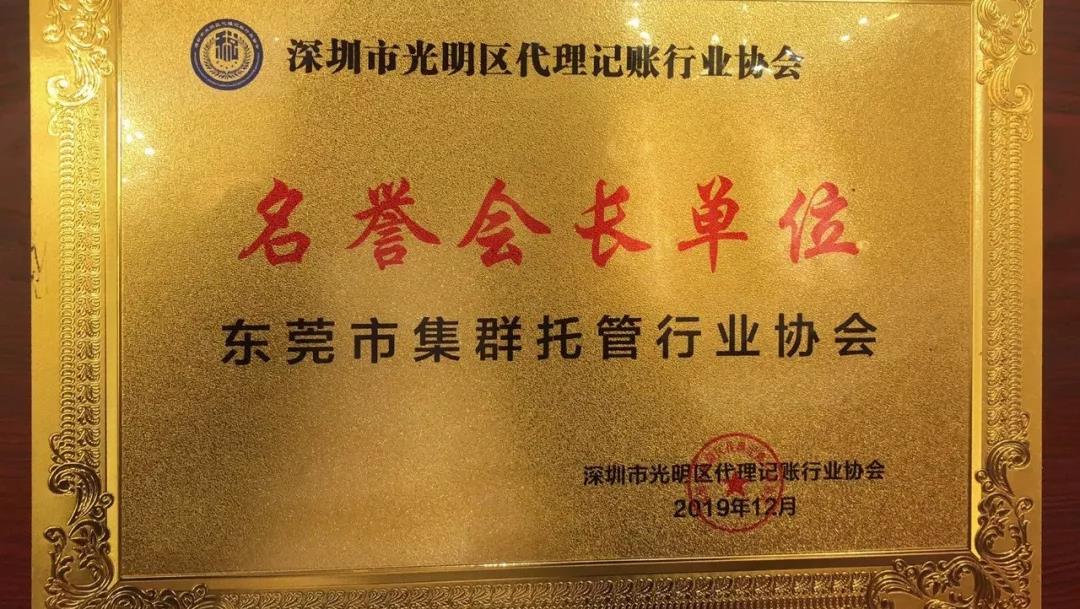 深圳市光明区代理记账行业协会
名誉会长单位
东莞市集群托管行业协会
深圳市光明区代理记账行业协会
2019年12月